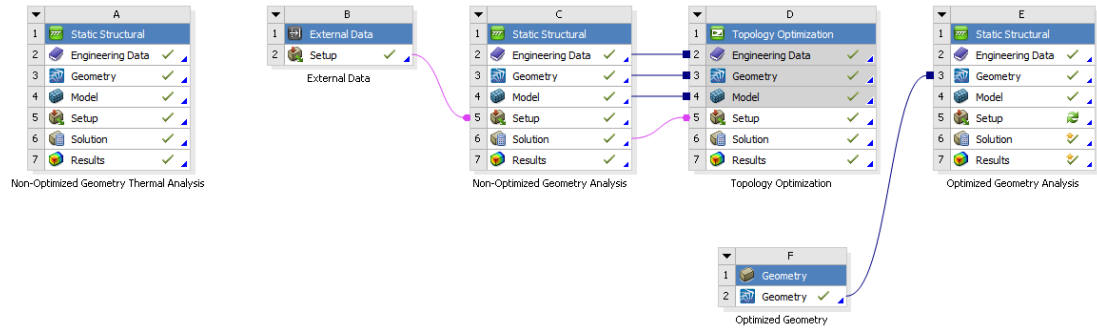 A
1 Static Structural
2 Engineering Data
3 Geometry
4 Model
5 Setup
6 Solution
7 Results
Non-Optimized Geometry Thermal Analysis
B
1 External Data
2 Setup
External Data
C
1 Static Structural
2 Engineering Data
3 Geometry
4 Model
5 Setup
6 Solution
7 Results
Non-Optimized Geometry Analysis
D
1 Topology Optimization
2 Engineering Data
3 Geometry
4 Model
5 Setup
6 Solution
7 Results
Topology Optimization
E
1 Static Structural
2 Engineering Data
3 Geometry
4 Model
5 Setup
6 Solution
7 Results
Optimized Geometry Analysis
F
1 Geometry
2 Geometry
Optimized Geometry